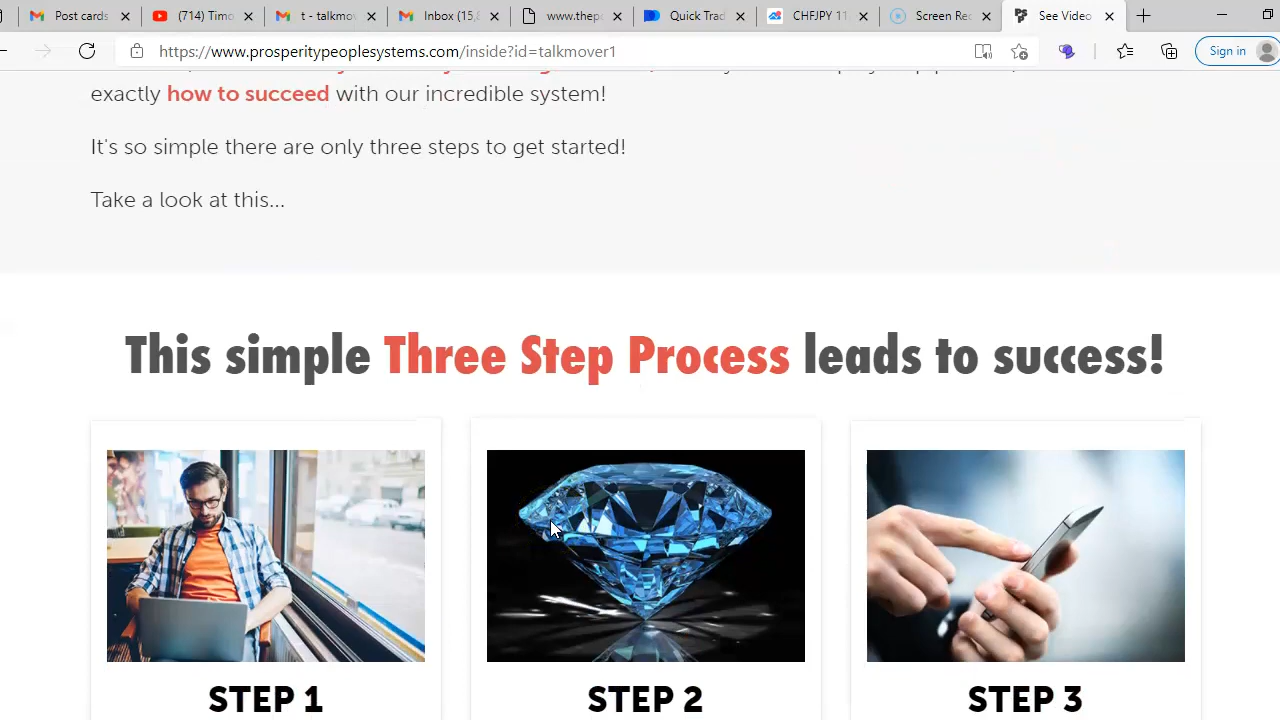 Post cards
(714) Timo
t - talkmov
Inbox (15,8
www.thep
Quick Trad
CHFJPY 11
Screen Re
See Video
https://www.prosperitypeoplesystems.com/inside?id=talkmover1
Sign in
exactly how to succeed with our incredible system!
It's so simple there are only three steps to get started!
Take a look at this...
This simple Three Step Process leads to success!
STEP 1
STEP 2
STEP 3